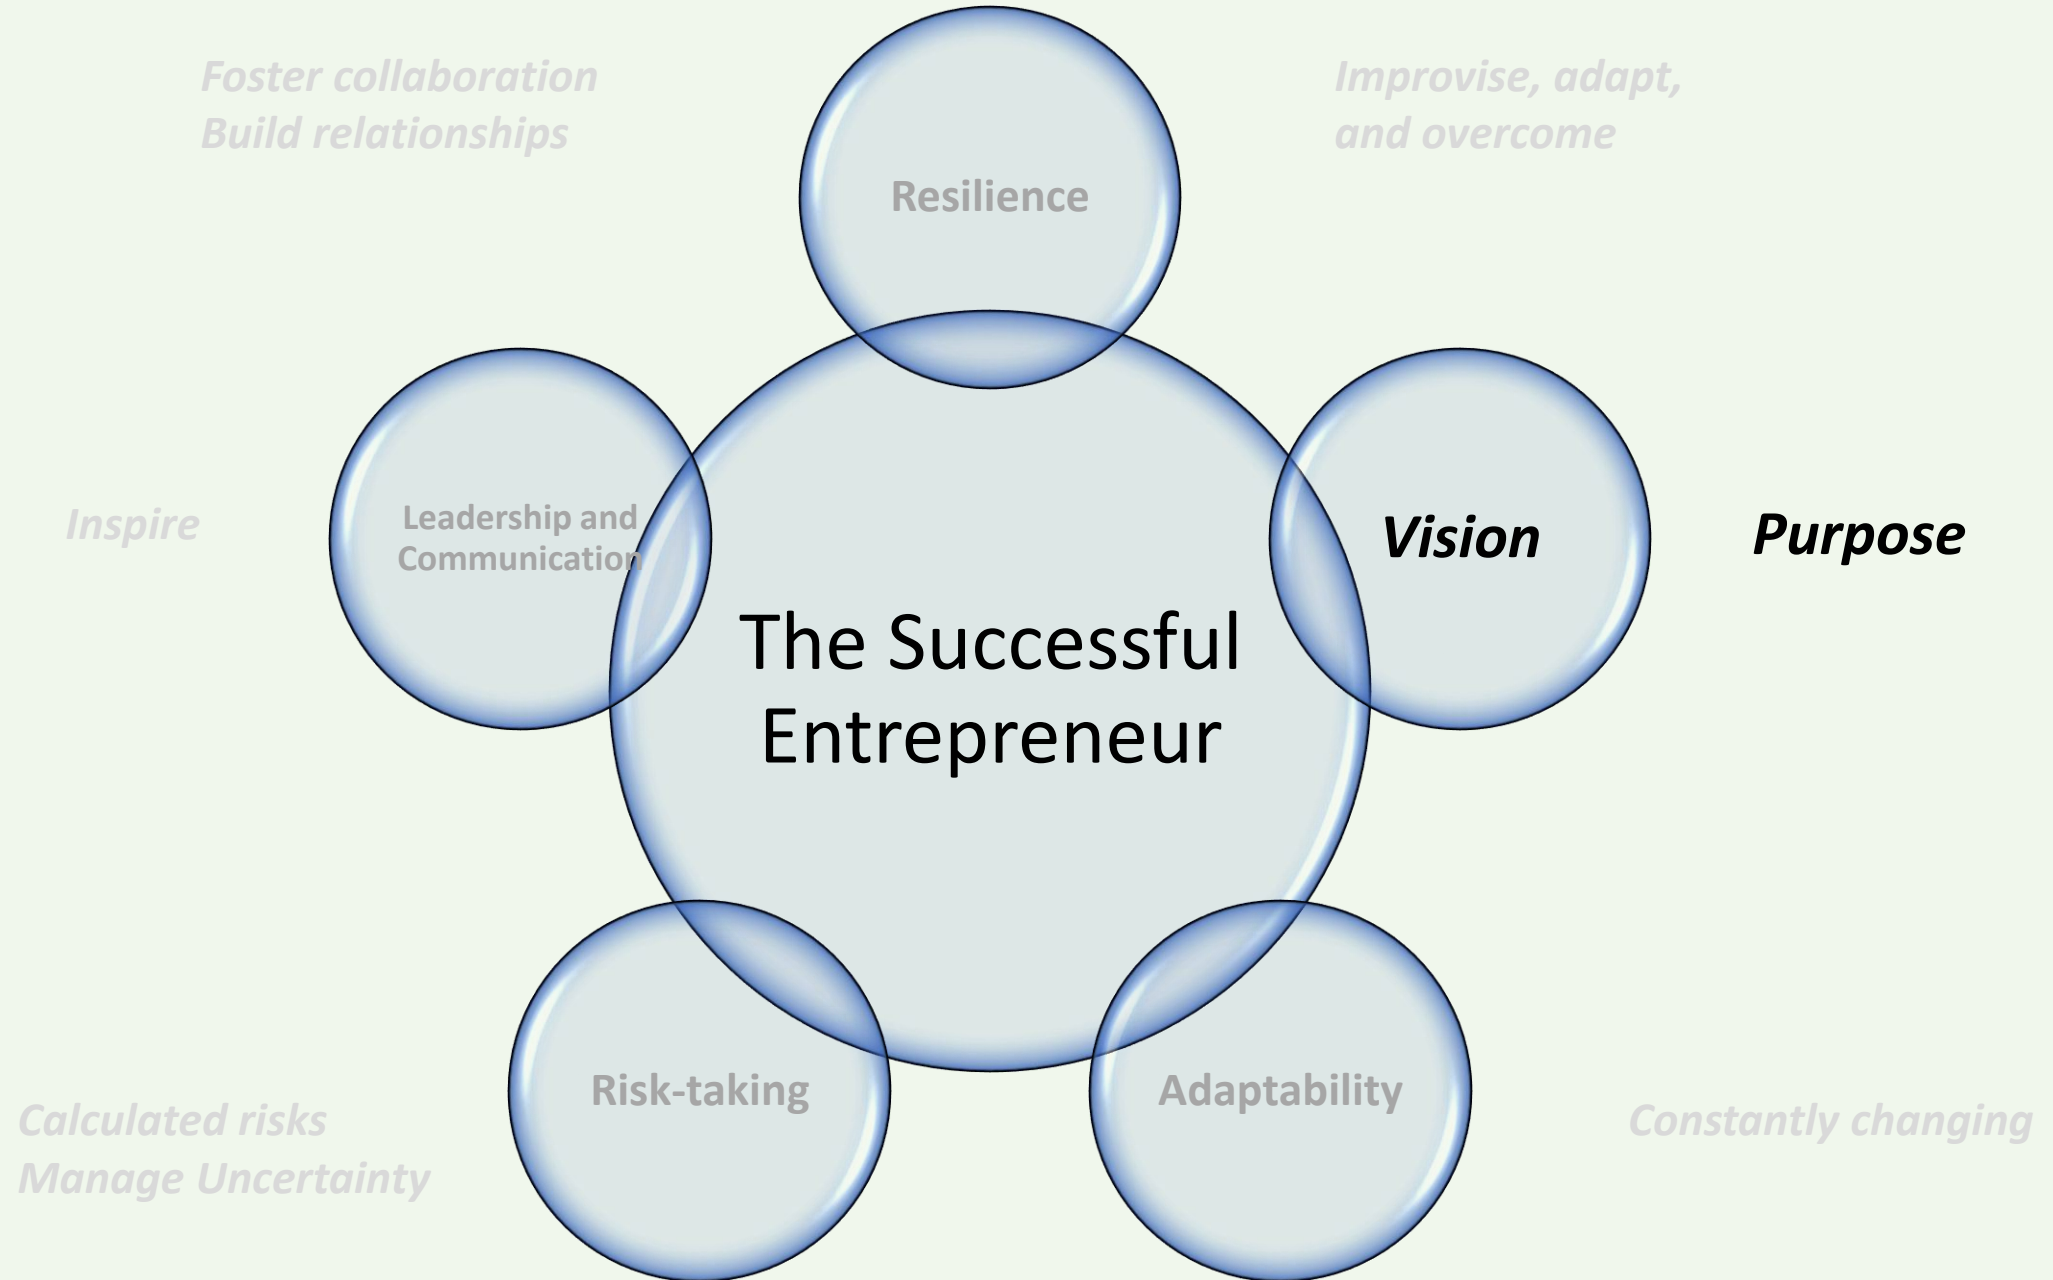 Foster collaboration
Build relationships
Improvise, adapt,
and overcome
Resilience
Inspire
Leadership and
Communication
Vision
Purpose
The Successful
Entrepreneur
Risk-taking
Adaptability
Calculated risks
Manage Uncertainty
Constantly changing